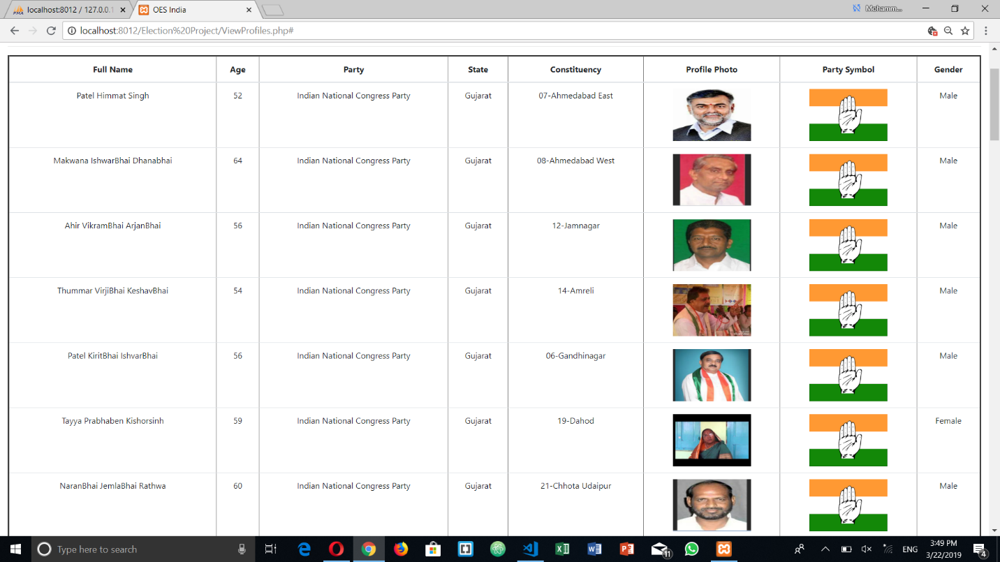 localhost:8012 / 127.0.0.1
OES India
Mohamm...
localhost:8012/Election%20Project/ViewProfiles.php#
Full Name Age Party State Constituency Profile Photo Party Symbol Gender
Patel Himmat Singh 52 Indian National Congress Party Gujarat 07-Ahmedabad East Male
Makwana IshwarBhai Dhanabhai 64 Indian National Congress Party Gujarat 08-Ahmedabad West Male
Ahir VikramBhai ArjanBhai 56 Indian National Congress Party Gujarat 12-Jamnagar Male
Thummar VirjiBhai KeshavBhai 54 Indian National Congress Party Gujarat 14-Amreli Male
Patel KiritBhai IshvarBhai 56 Indian National Congress Party Gujarat 06-Gandhinagar Male
Tayya Prabhaben Kishorsinh 59 Indian National Congress Party Gujarat 19-Dahod Female
NaranBhai JemlaBhai Rathwa 60 Indian National Congress Party Gujarat 21-Chhota Udaipur Male
Type here to search
11
ENG
3:49 PM
3/22/2019
4